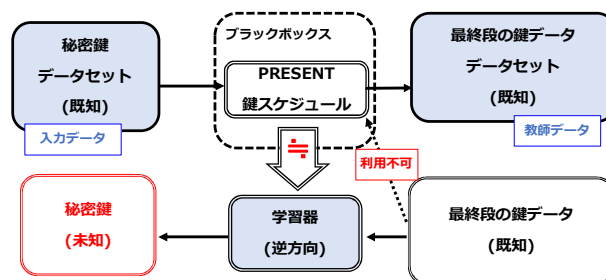 秘密鍵
データセット
(既知)
入力データ
ブラックボックス
PRESENT
鍵スケジュール
最終段の鍵データ
データセット
(既知)
教師データ
≒
利用不可
秘密鍵
(未知)
学習器
(逆方向)
最終段の鍵データ
(既知)